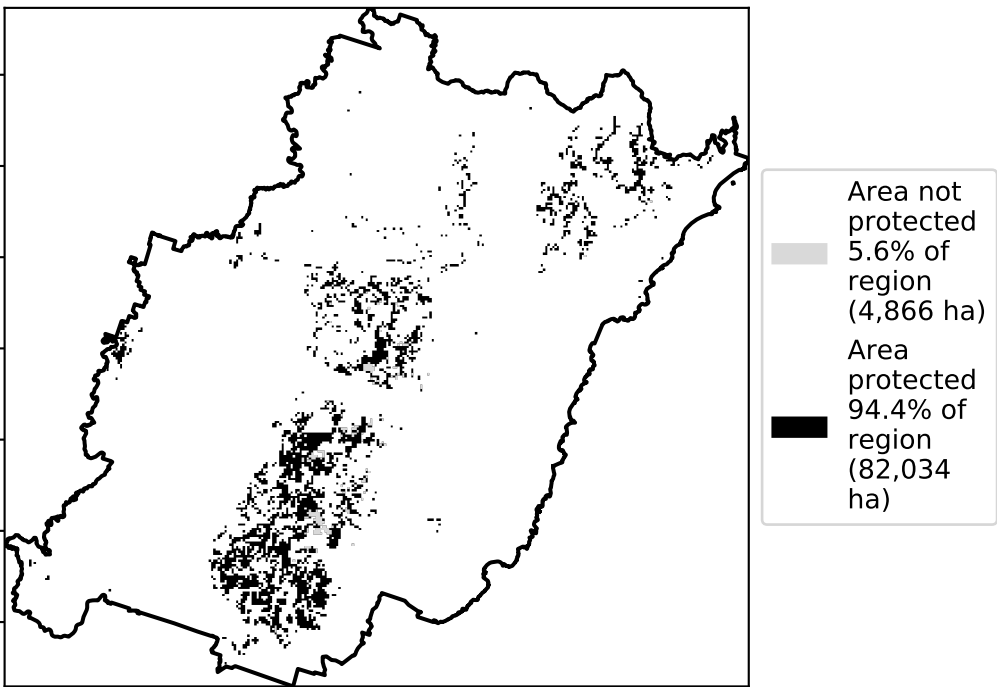 Area not
protected
5.6% of
region
(4,866 ha)
Area
protected
94.4% of
region
(82,034
ha)